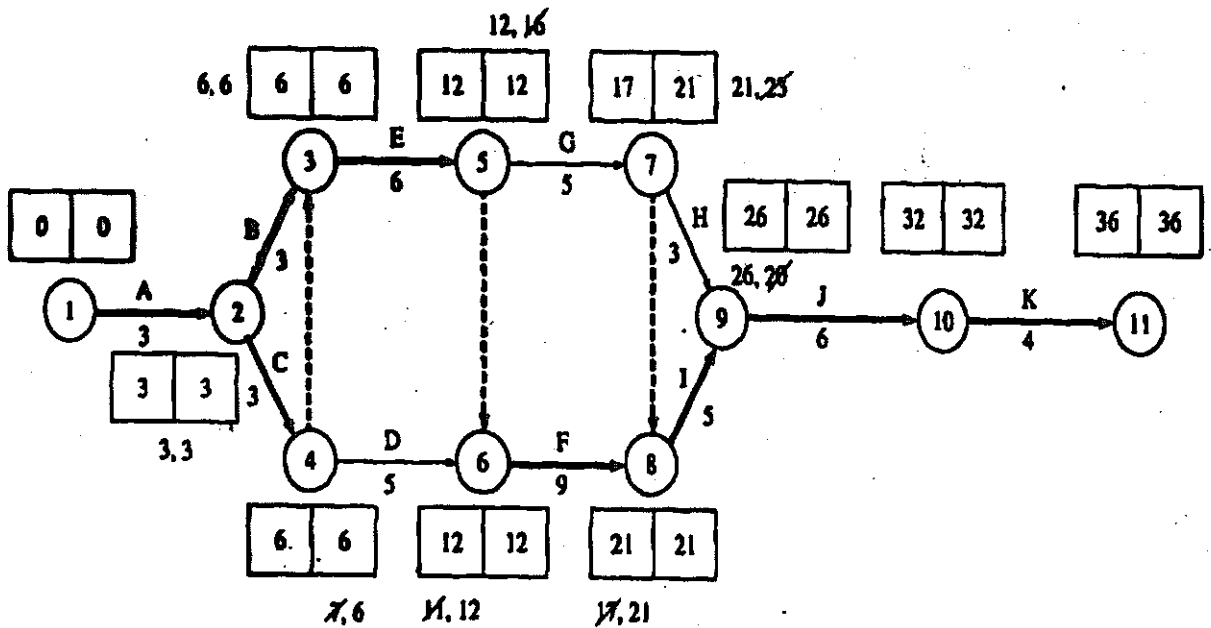 12, 16
6, 6 6 6 12 12 17 21 21, 25
3 E 6 5 G 5 7
0 0 B 3 H 3 26 26 32 32 36 36
26, 26
1 A 3 2 9 J 6 10 K 4 11
3 3 C 3 I 5
3, 3
4 D 5 6 F 9 8
6 6 12 12 21 21
7, 6 11, 12 17, 21